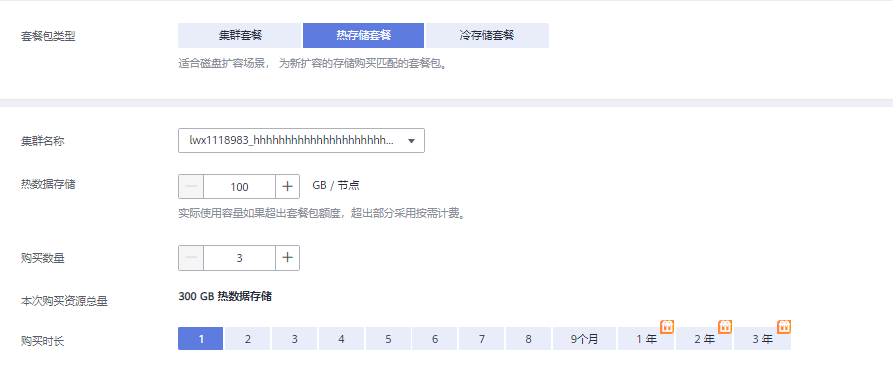 套餐包类型 集群套餐 热存储套餐 冷存储套餐
适合磁盘扩容场景， 为新扩容的存储购买匹配的套餐包。
集群名称 lwx1118983_hhhhhhhhhhhhhhhhhhhhh...
热数据存储 — 100 + GB / 节点
实际使用容量如果超出套餐包额度，超出部分采用按需计费。
购买数量 — 3 +
本次购买资源总量 300 GB 热数据存储
购买时长 1 2 3 4 5 6 7 8 9个月 1 年 2 年 3 年